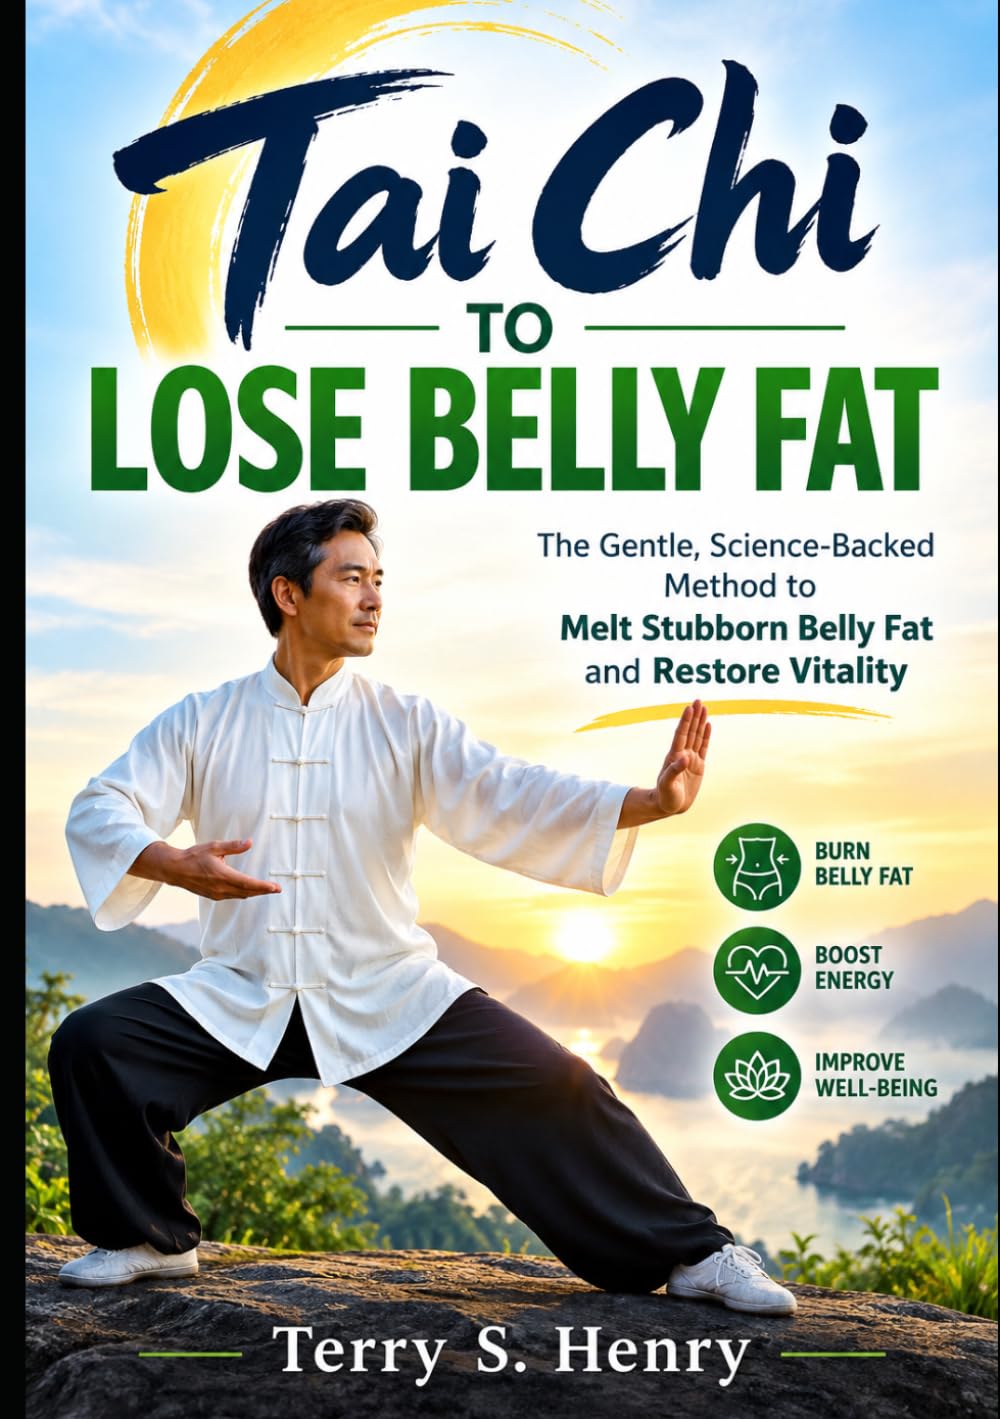 Tai Chi
TO
LOSE BELLY FAT
The Gentle, Science-Backed
Method to
Melt Stubborn Belly Fat
and Restore Vitality
BURN
BELLY FAT
BOOST
ENERGY
IMPROVE
WELL-BEING
Terry S. Henry